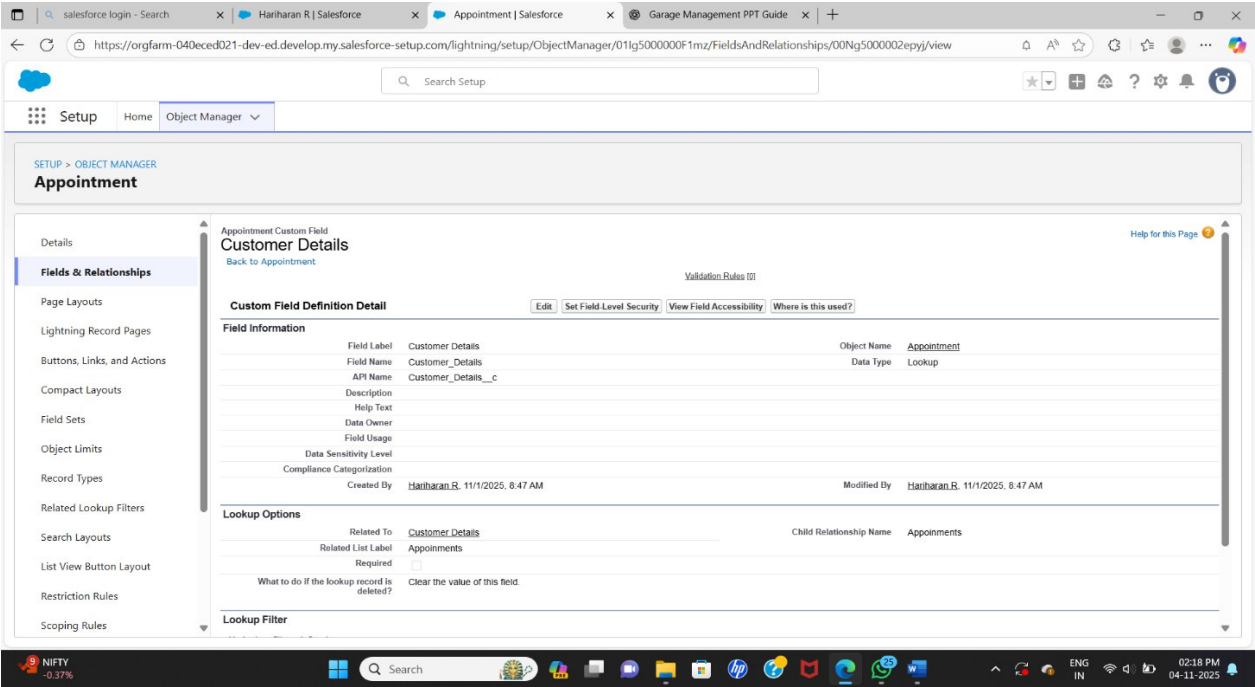 salesforce login - Search
Hariharan R | Salesforce
Appointment | Salesforce
Garage Management PPT Guide
https://orgfarm-040eced021-dev-ed.develop.my.salesforce-setup.com/lightning/setup/ObjectManager/01Ig5000000F1mz/FieldsAndRelationships/00Ng5000002epyj/view
Search Setup
Setup Home Object Manager
SETUP > OBJECT MANAGER
Appointment
Details
Fields & Relationships
Page Layouts
Lightning Record Pages
Buttons, Links, and Actions
Compact Layouts
Field Sets
Object Limits
Record Types
Related Lookup Filters
Search Layouts
List View Button Layout
Restriction Rules
Scoping Rules
Appointment Custom Field
Customer Details
Back to Appointment
Help for this Page
Validation Rules [0]
Custom Field Definition Detail Edit Set Field-Level Security View Field Accessibility Where is this used?
Field Information
Field Label Customer Details Object Name Appointment
Field Name Customer_Details Data Type Lookup
API Name Customer_Details__c
Description
Help Text
Data Owner
Field Usage
Data Sensitivity Level
Compliance Categorization
Created By Hariharan R, 11/1/2025, 8:47 AM Modified By Hariharan R, 11/1/2025, 8:47 AM
Lookup Options
Related To Customer Details Child Relationship Name Appoinments
Related List Label Appoinments
Required
What to do if the lookup record is deleted? Clear the value of this field.
Lookup Filter
9 NIFTY
-0.37%
Search
25
ENG
IN
02:18 PM
04-11-2025